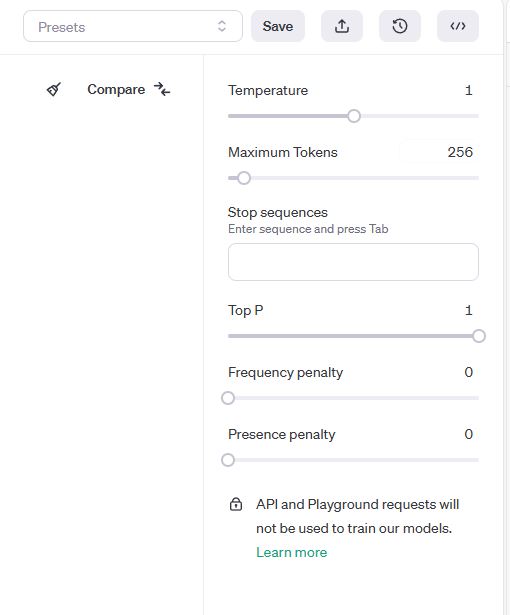 Presets
Save
Compare
Temperature 1
Maximum Tokens 256
Stop sequences
Enter sequence and press Tab
Top P 1
Frequency penalty 0
Presence penalty 0
API and Playground requests will
not be used to train our models.
Learn more